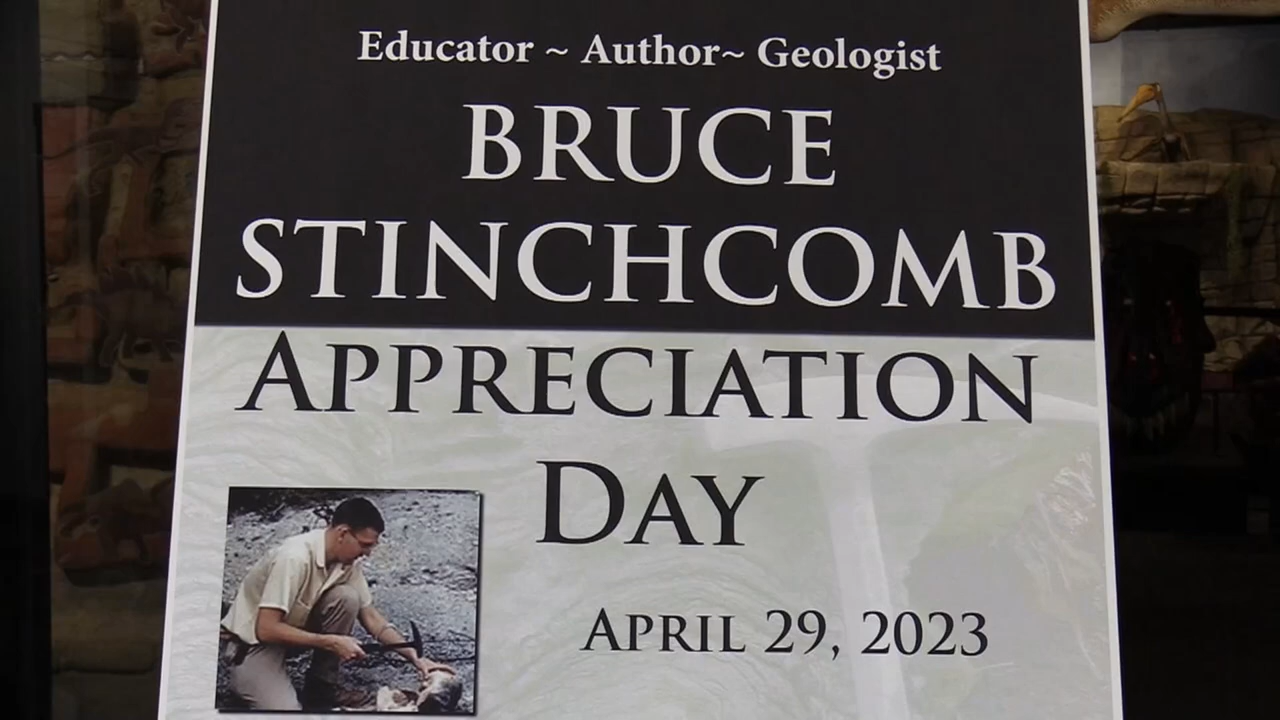 Educator ~ Author~ Geologist
BRUCE
STINCHCOMB
APPRECIATION
DAY
APRIL 29, 2023